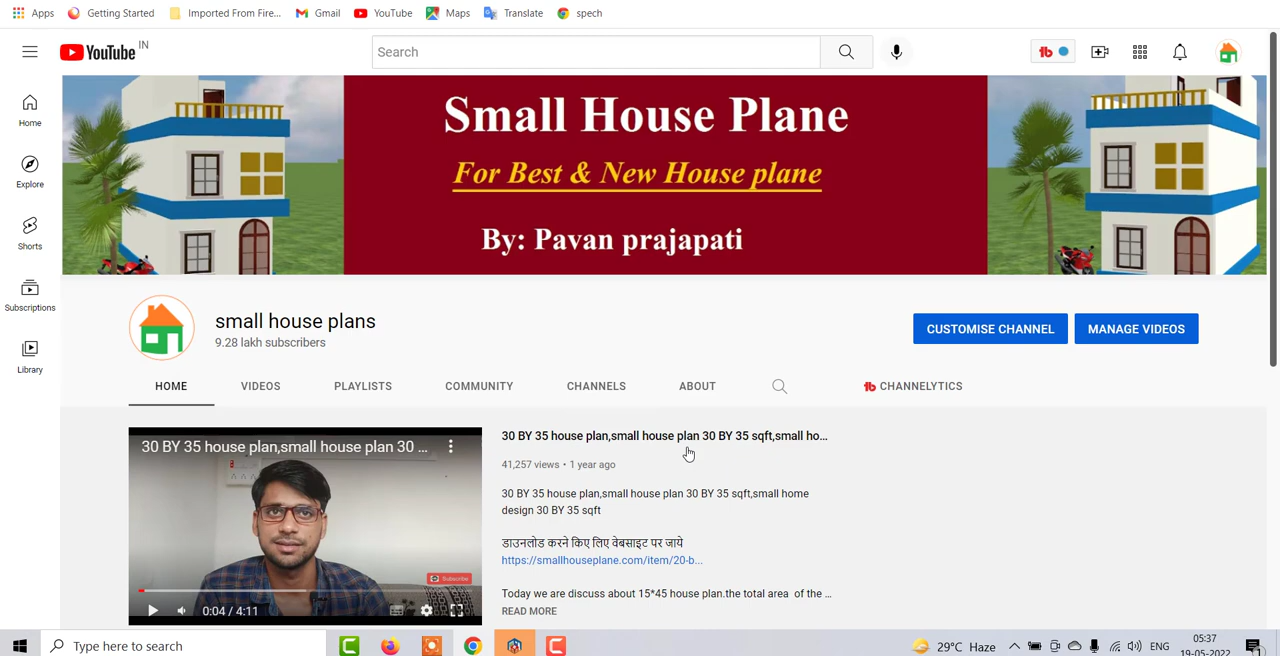 Apps Getting Started Imported From Fire... Gmail YouTube Maps Translate spech
YouTube IN Search
Small House Plane
For Best & New House plane
By: Pavan prajapati
Home
Explore
Shorts
Subscriptions
Library
small house plans
9.28 lakh subscribers
CUSTOMISE CHANNEL MANAGE VIDEOS
HOME VIDEOS PLAYLISTS COMMUNITY CHANNELS ABOUT CHANNELYTICS
30 BY 35 house plan,small house plan 30 ...
Subscribe
0:04 / 4:11
30 BY 35 house plan,small house plan 30 BY 35 sqft,small ho...
41,257 views • 1 year ago
30 BY 35 house plan,small house plan 30 BY 35 sqft,small home
design 30 BY 35 sqft
डाउनलोड करने किए लिए वेबसाइट पर जाये
https://smallhouseplane.com/item/20-b...
Today we are discuss about 15*45 house plan.the total area of the ...
READ MORE
Type here to search
29°C Haze ENG 05:37
19-05-2022 1